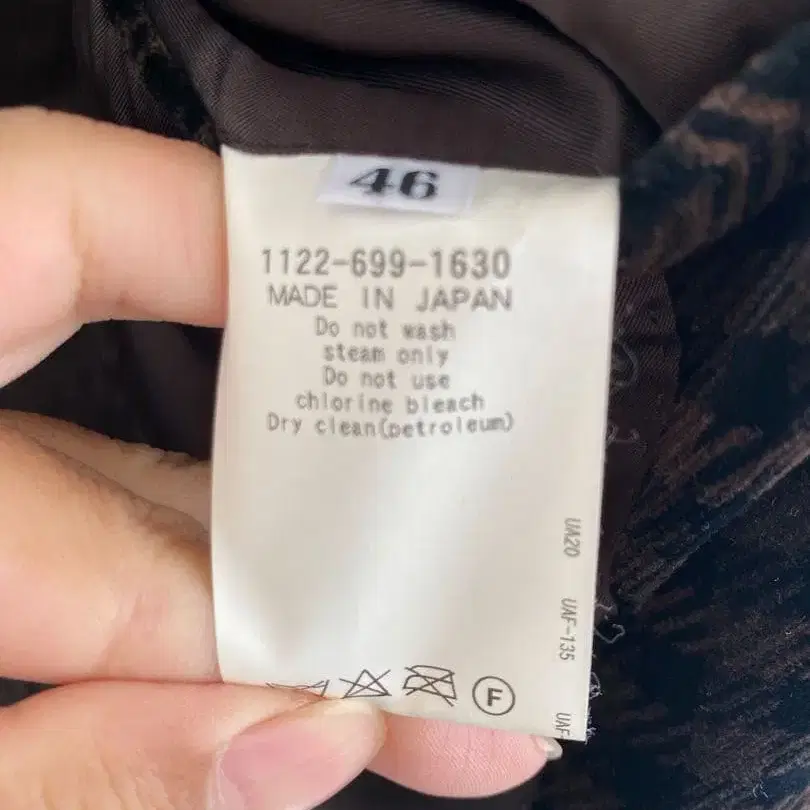 46
1122-699-1630
MADE IN JAPAN
Do not wash
steam only
Do not use
chlorine bleach
Dry clean(petroleum)
UA20
UAF-135
UAF
F